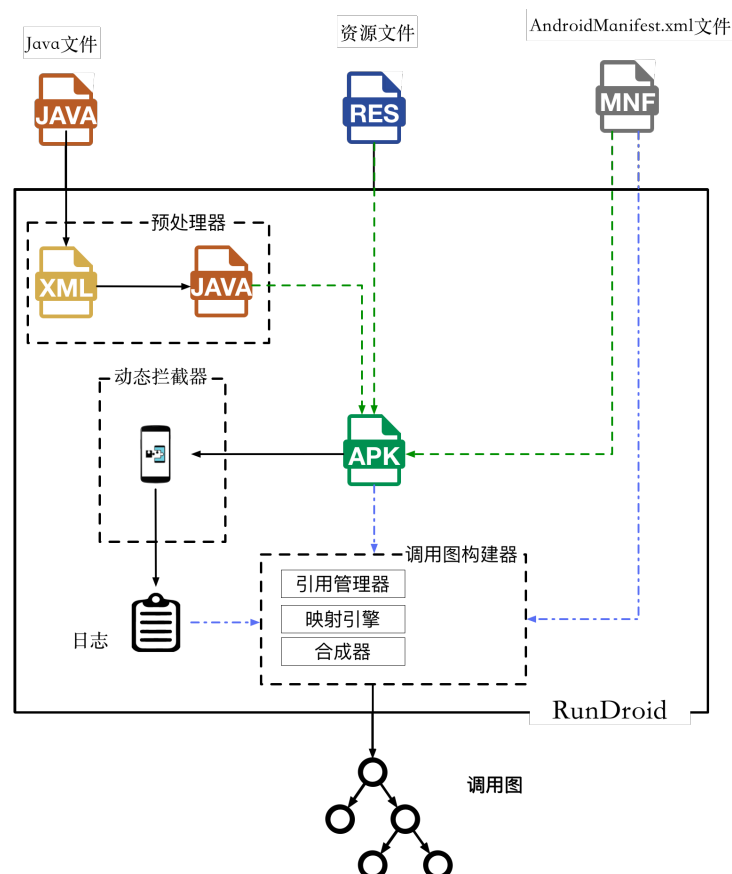 Java文件
资源文件
AndroidManifest.xml文件
JAVA
RES
MNF
预处理器
XML
JAVA
动态拦截器
APK
调用图构建器
引用管理器
映射引擎
合成器
日志
RunDroid
调用图